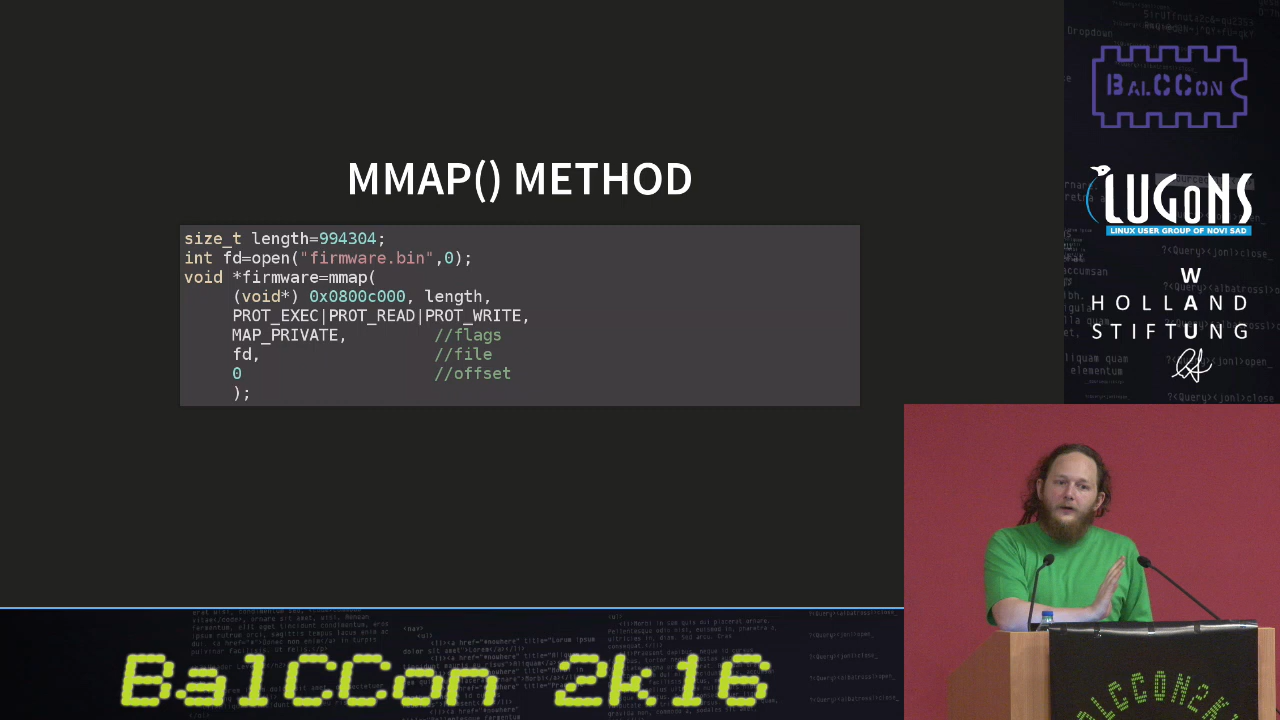 MMAP() METHOD
size_t length=994304;
int fd=open("firmware.bin",0);
void *firmware=mmap(
(void*) 0x0800c000, length,
PROT_EXEC|PROT_READ|PROT_WRITE,
MAP_PRIVATE, //flags
fd, //file
0 //offset
);
BALCCON
LUGoNS
LINUX USER GROUP OF NOVI SAD
W
HOLLAND
STIFTUNG
BalCCon 2k16